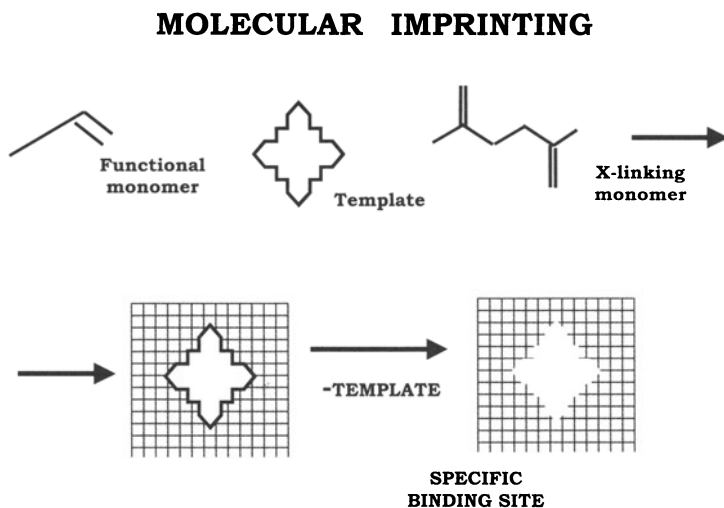 MOLECULAR IMPRINTING
Functional
monomer
Template
X-linking
monomer
-TEMPLATE
SPECIFIC
BINDING SITE